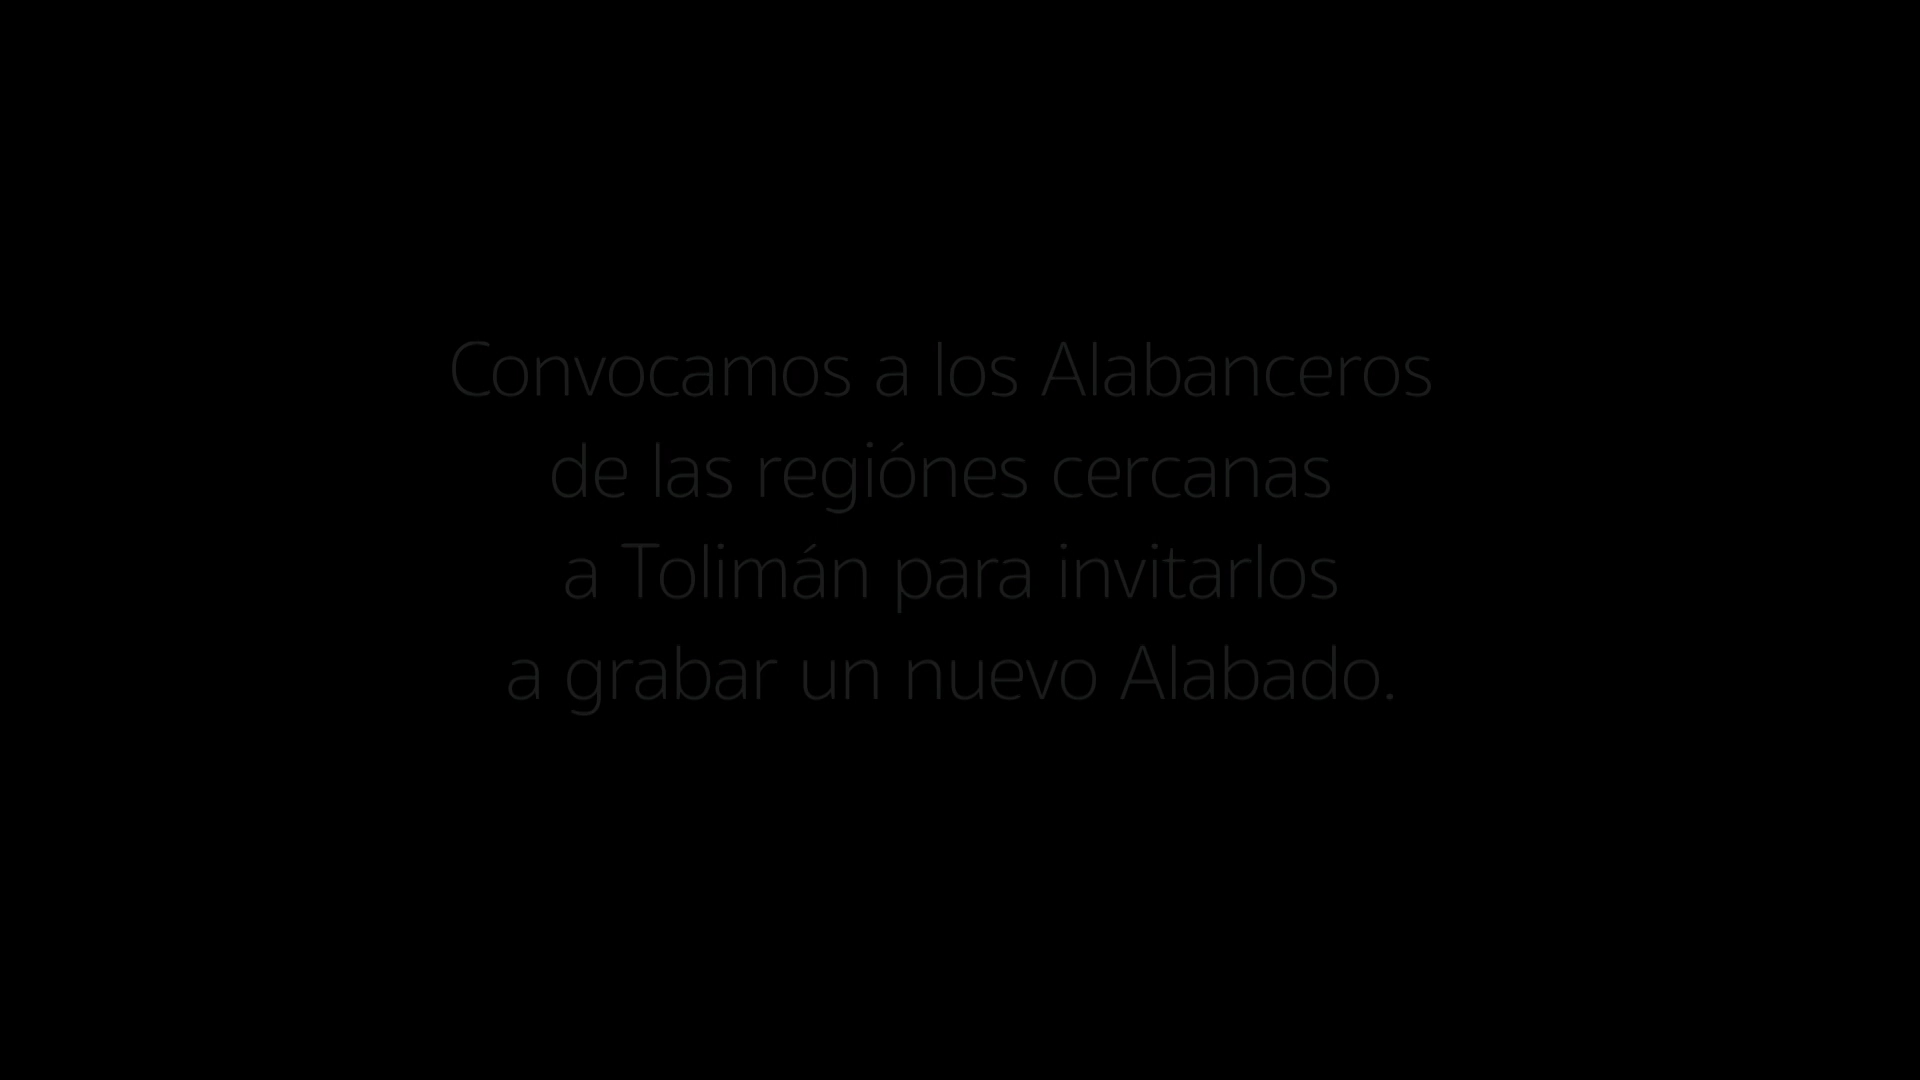 Convocamos a los Alabanceros
de las regiónes cercanas
a Tolimán para invitarlos
a grabar un nuevo Alabado.